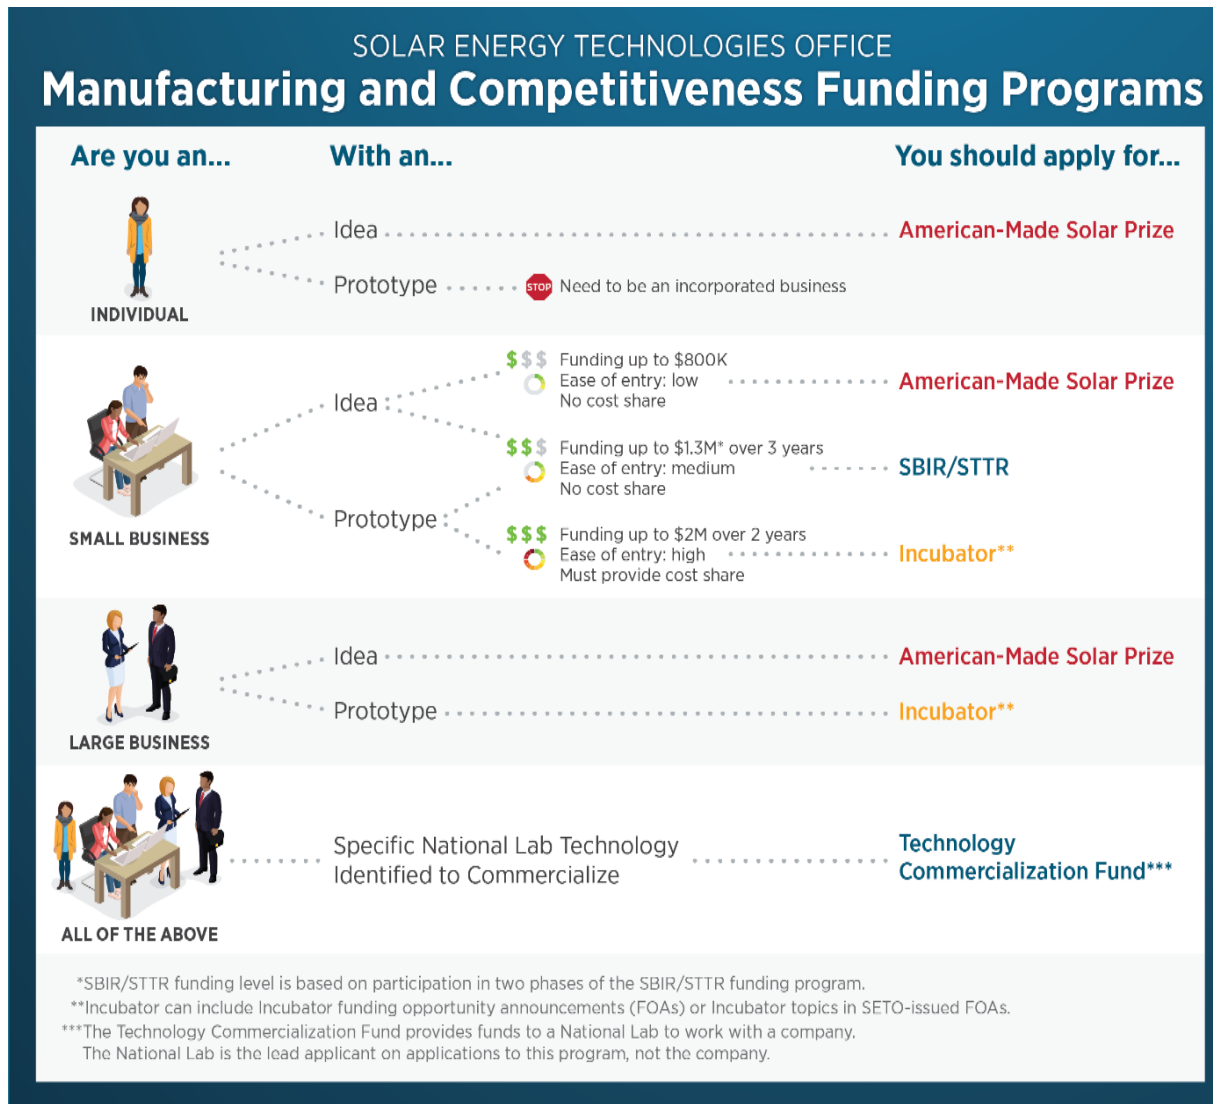 SOLAR ENERGY TECHNOLOGIES OFFICE
Manufacturing and Competitiveness Funding Programs
Are you an...
With an...
You should apply for...
INDIVIDUAL
Idea
American-Made Solar Prize
Prototype
STOP
Need to be an incorporated business
SMALL BUSINESS
Idea
$$$
Funding up to $800K
Ease of entry: low
No cost share
American-Made Solar Prize
$$$
Funding up to $1.3M* over 3 years
Ease of entry: medium
No cost share
SBIR/STTR
Prototype
$$$
Funding up to $2M over 2 years
Ease of entry: high
Must provide cost share
Incubator**
LARGE BUSINESS
Idea
American-Made Solar Prize
Prototype
Incubator**
ALL OF THE ABOVE
Specific National Lab Technology
Identified to Commercialize
Technology
Commercialization Fund***
*SBIR/STTR funding level is based on participation in two phases of the SBIR/STTR funding program.
**Incubator can include Incubator funding opportunity announcements (FOAs) or Incubator topics in SETO-issued FOAs.
***The Technology Commercialization Fund provides funds to a National Lab to work with a company.
The National Lab is the lead applicant on applications to this program, not the company.